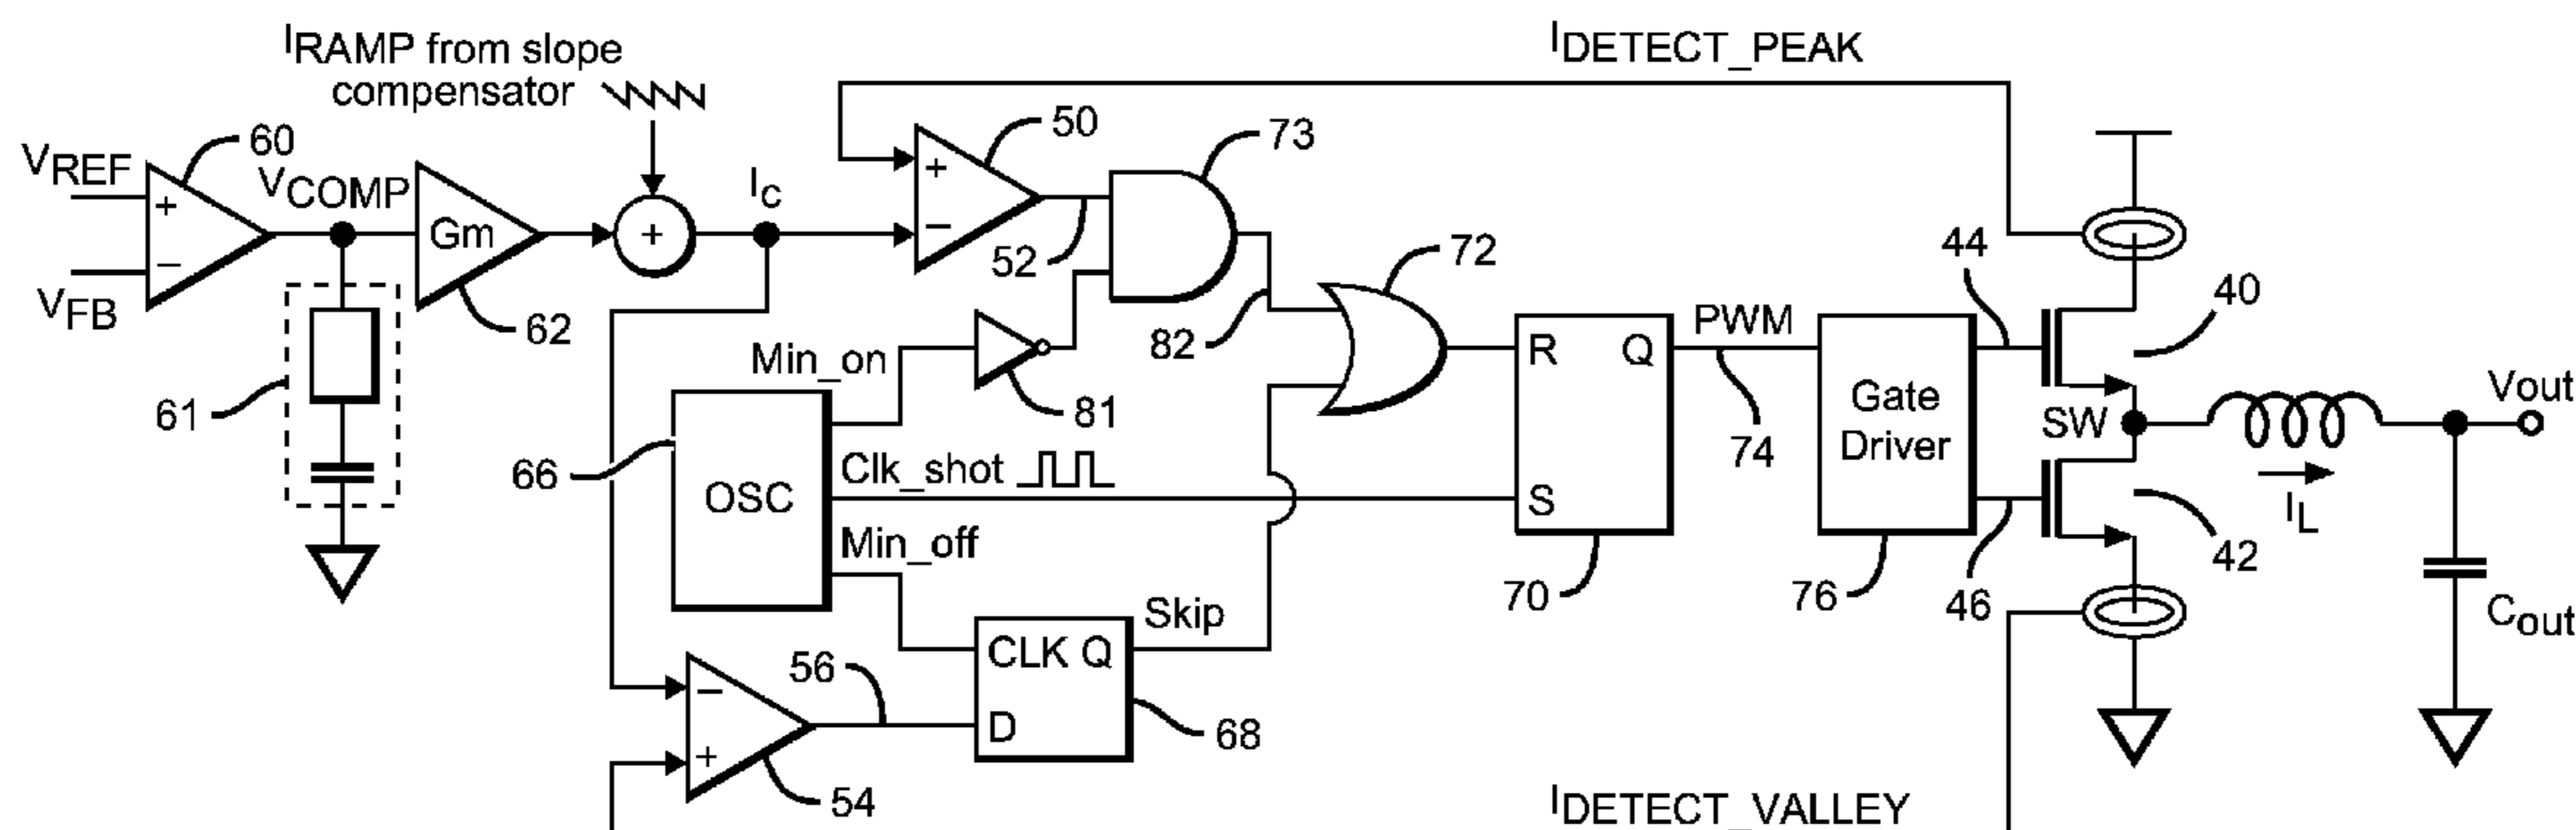 IRAMP from slope
compensator
IDETECT_PEAK
VREF
+
−
VFB
60
VCOMP
Gm
62
61
+
IC
+
−
50
52
73
72
82
Min_on
81
66
OSC
Clk_shot
Min_off
R
Q
S
70
PWM
74
Gate
Driver
76
44
40
SW
46
42
IL
Vout
Cout
Skip
CLK Q
D
68
56
−
+
54
IDETECT_VALLEY